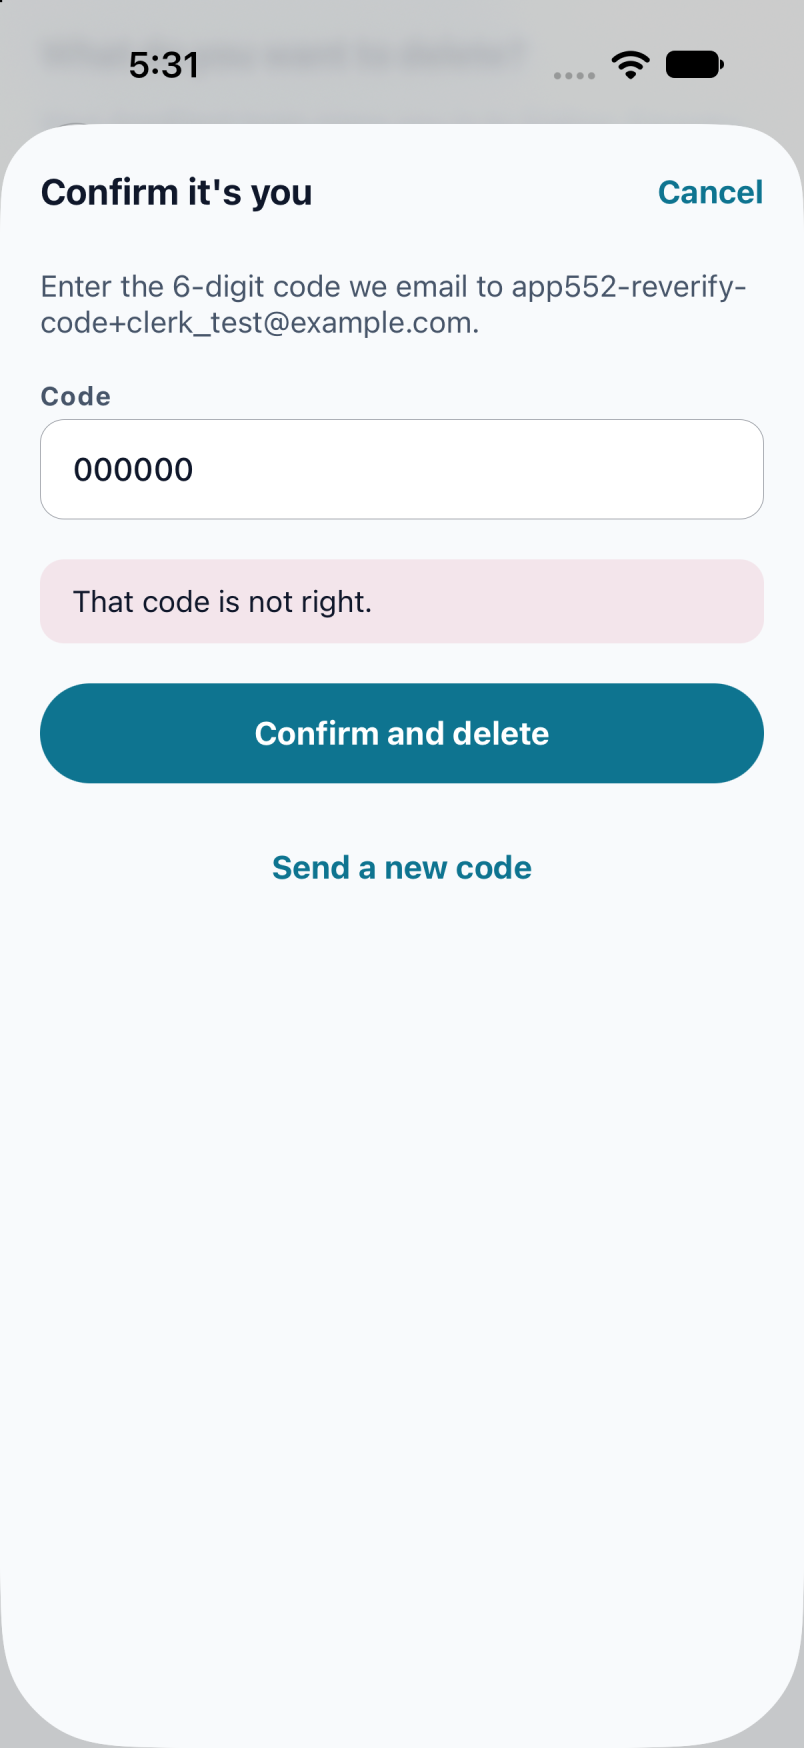 5:31
Confirm it's you
Cancel
Enter the 6-digit code we email to app552-reverify-
code+clerk_test@example.com.
Code
000000
That code is not right.
Confirm and delete
Send a new code